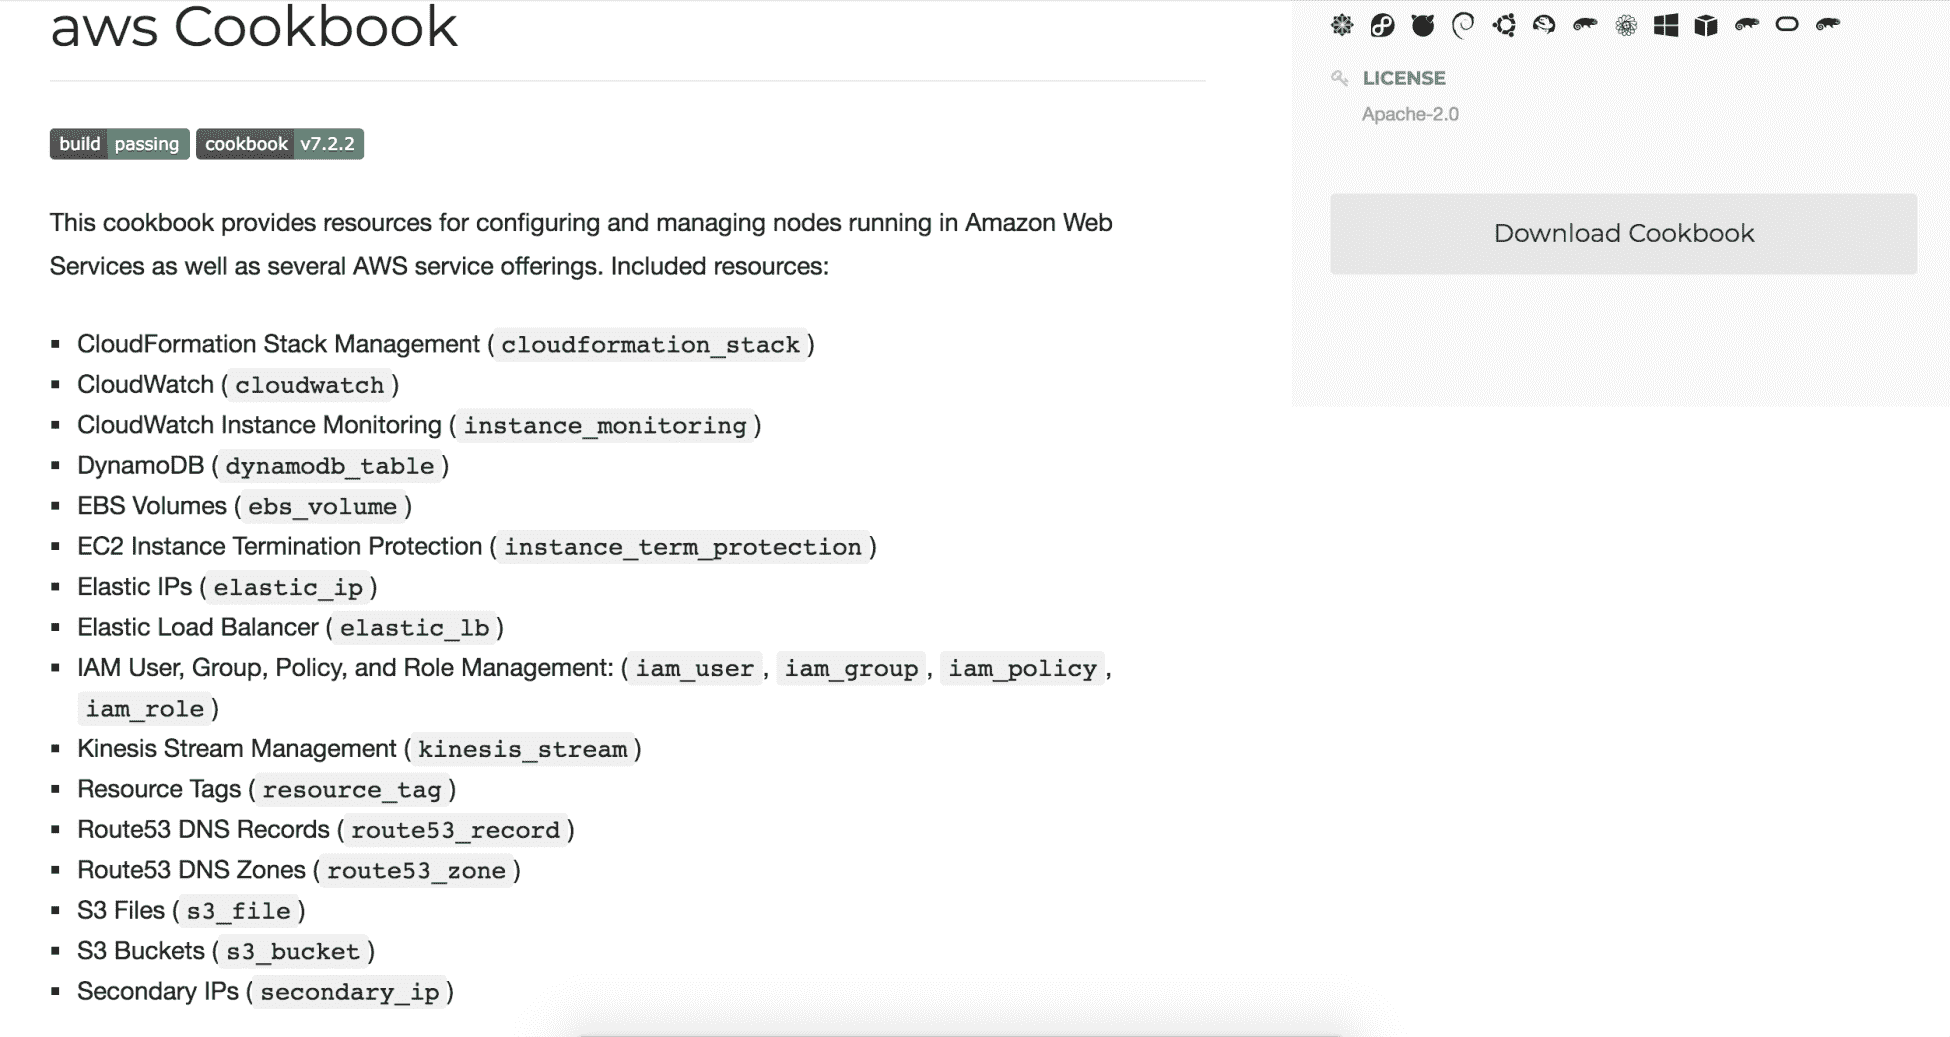 aws Cookbook
build passing cookbook v7.2.2
This cookbook provides resources for configuring and managing nodes running in Amazon Web
Services as well as several AWS service offerings. Included resources:
▪ CloudFormation Stack Management ( cloudformation_stack )
▪ CloudWatch ( cloudwatch )
▪ CloudWatch Instance Monitoring ( instance_monitoring )
▪ DynamoDB ( dynamodb_table )
▪ EBS Volumes ( ebs_volume )
▪ EC2 Instance Termination Protection ( instance_term_protection )
▪ Elastic IPs ( elastic_ip )
▪ Elastic Load Balancer ( elastic_lb )
▪ IAM User, Group, Policy, and Role Management: ( iam_user , iam_group , iam_policy ,
iam_role )
▪ Kinesis Stream Management ( kinesis_stream )
▪ Resource Tags ( resource_tag )
▪ Route53 DNS Records ( route53_record )
▪ Route53 DNS Zones ( route53_zone )
▪ S3 Files ( s3_file )
▪ S3 Buckets ( s3_bucket )
▪ Secondary IPs ( secondary_ip )
LICENSE
Apache-2.0
Download Cookbook